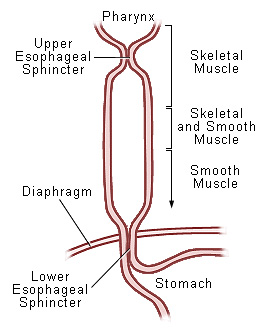 Pharynx
Upper
Esophageal
Sphincter
Skeletal
Muscle
Skeletal
and Smooth
Muscle
Smooth
Muscle
Diaphragm
Lower
Esophageal
Sphincter
Stomach